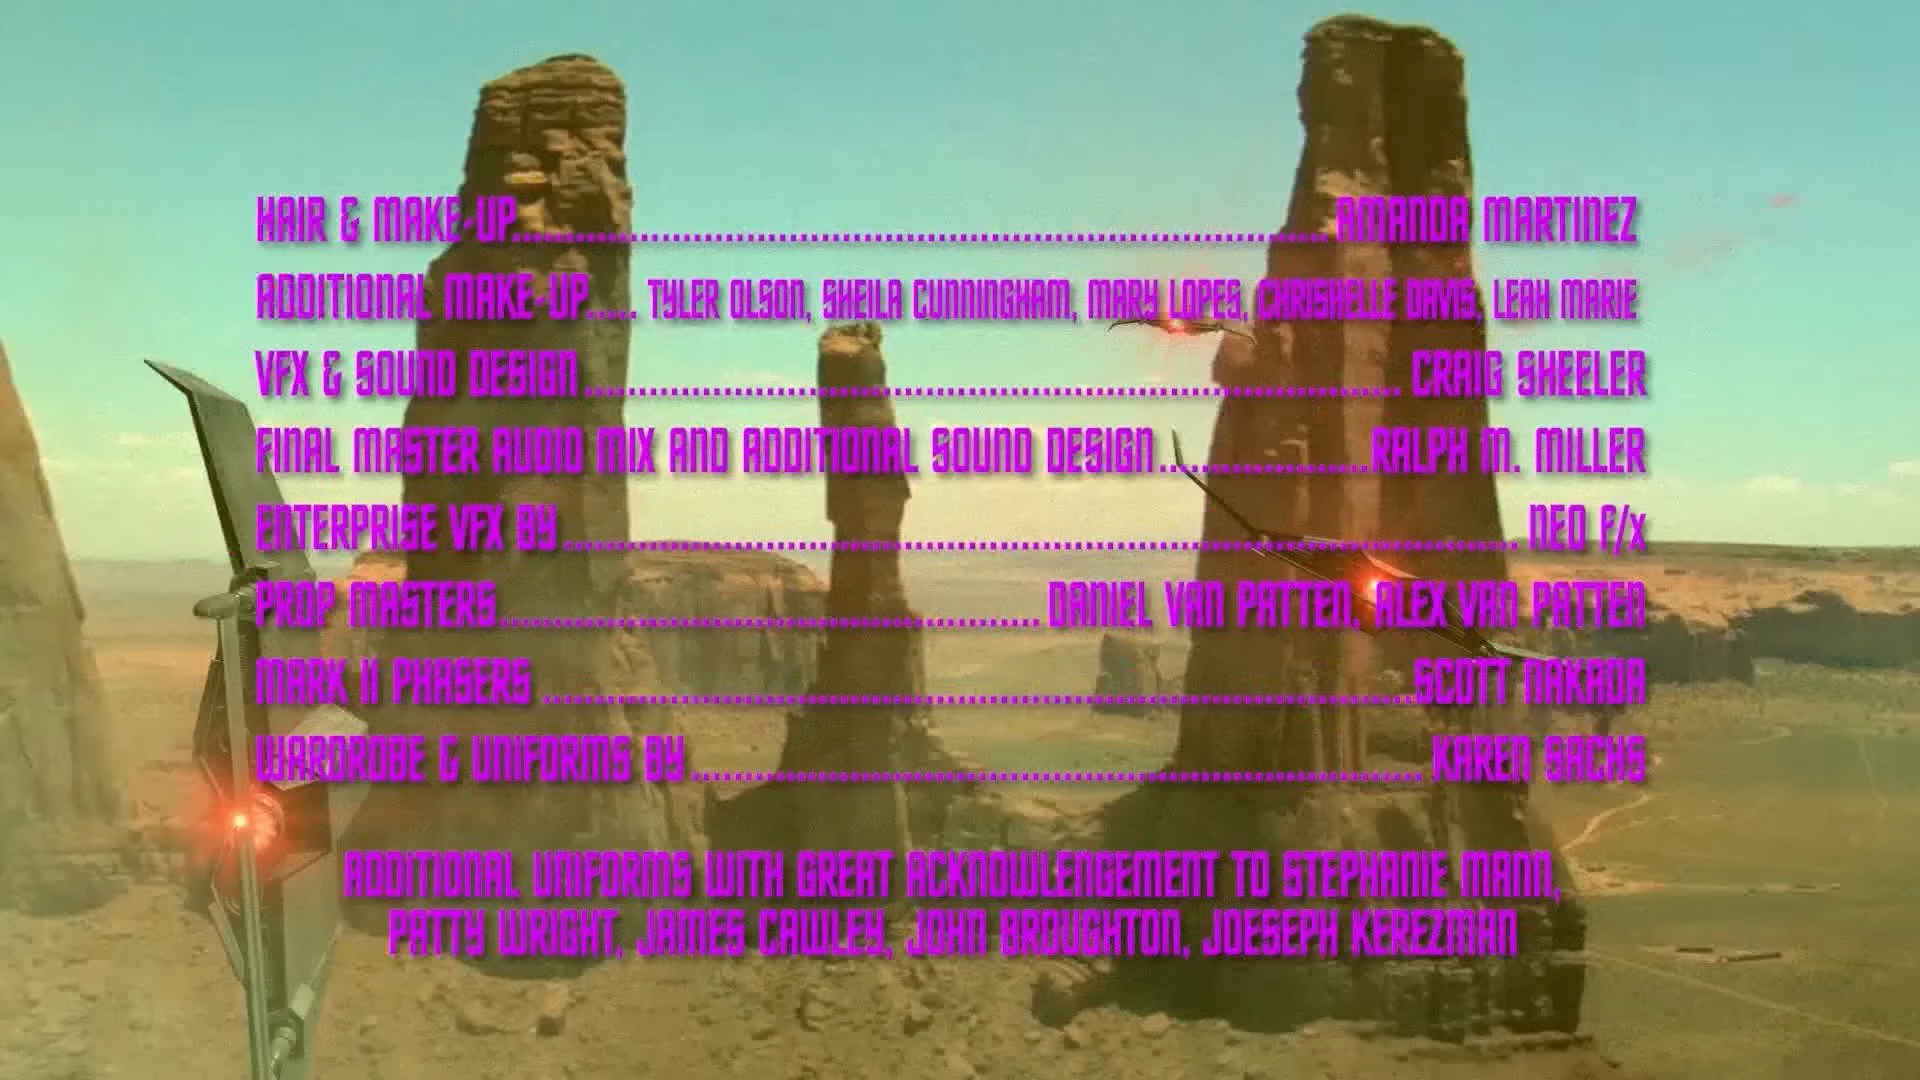 HAIR & MAKE-UP.......................................................................... AMANDA MARTINEZ
ADDITIONAL MAKE-UP..... TYLER OLSON, SHEILA CUNNINGHAM, MARY LOPES, CHRISHELLE DAVIS, LEAH MARIE
VFX & SOUND DESIGN.......................................................................... CRAIG SHEELER
FINAL MASTER AUDIO MIX AND ADDITIONAL SOUND DESIGN...................RALPH M. MILLER
ENTERPRISE VFX BY...................................................................................... NEO f/x
PROP MASTERS................................................. DANIEL VAN PATTEN, ALEX VAN PATTEN
MARK II PHASERS ...............................................................................SCOTT NAKADA
WARDROBE & UNIFORMS BY.................................................................. KAREN SACHS
ADDITIONAL UNIFORMS WITH GREAT ACKNOWLENGEMENT TO STEPHANIE MANN,
PATTY WRIGHT, JAMES CAWLEY, JOHN BROUGHTON, JOESEPH KEREZMAN